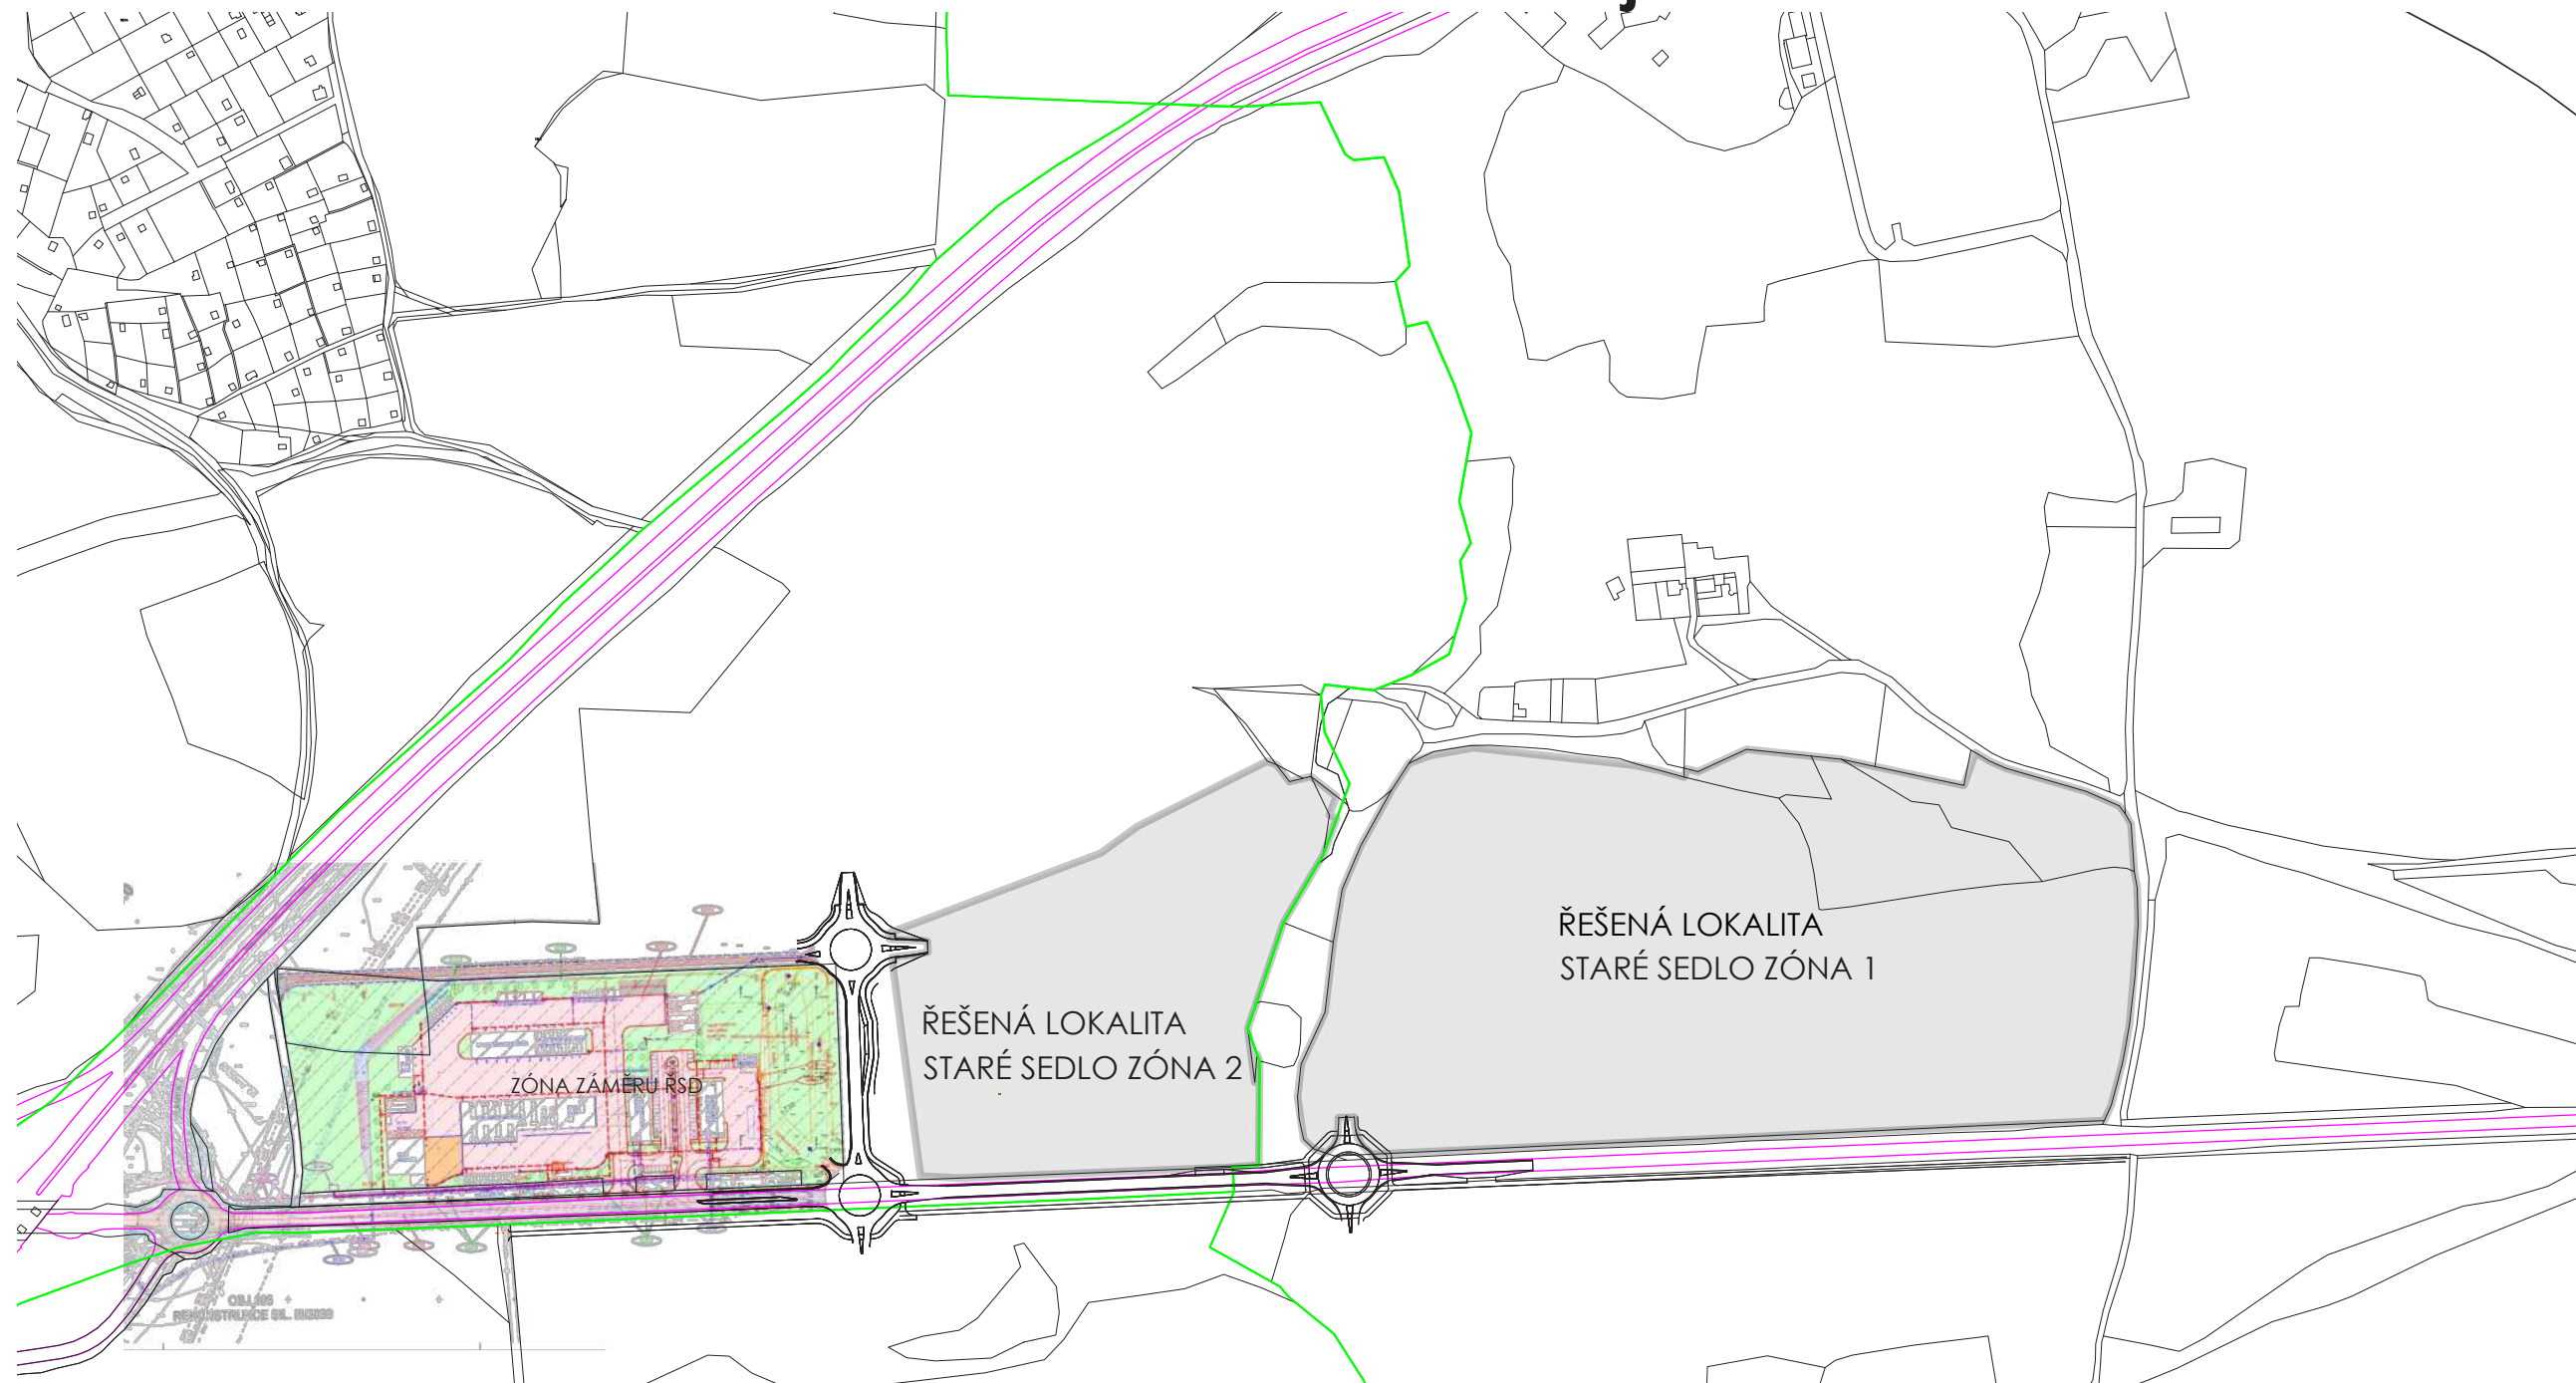 ŘEŠENÁ LOKALITA
STARÉ SEDLO ZÓNA 1
ŘEŠENÁ LOKALITA
STARÉ SEDLO ZÓNA 2
ZÓNA ZÁMĚRU ŘSD